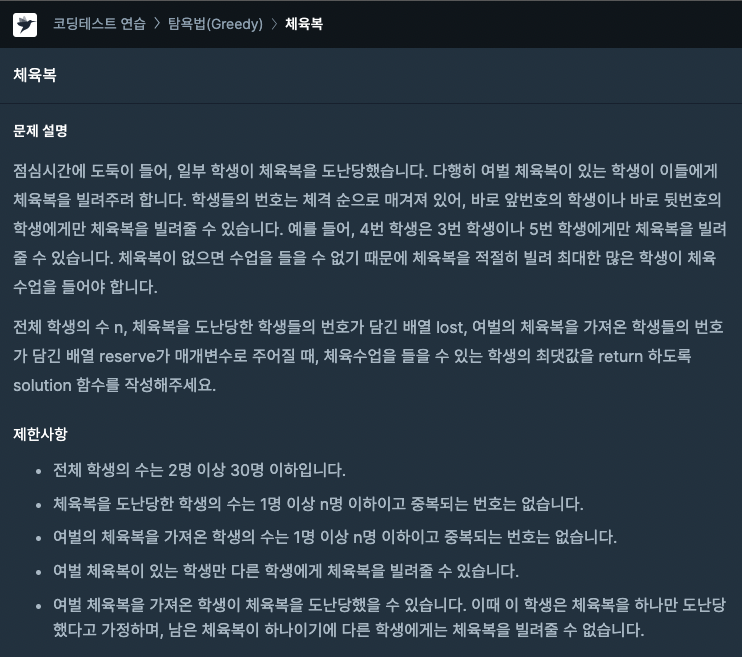 코딩테스트 연습 > 탐욕법(Greedy) > 체육복
체육복
문제 설명
점심시간에 도둑이 들어, 일부 학생이 체육복을 도난당했습니다. 다행히 여벌 체육복이 있는 학생이 이들에게
체육복을 빌려주려 합니다. 학생들의 번호는 체격 순으로 매겨져 있어, 바로 앞번호의 학생이나 바로 뒷번호의
학생에게만 체육복을 빌려줄 수 있습니다. 예를 들어, 4번 학생은 3번 학생이나 5번 학생에게만 체육복을 빌려
줄 수 있습니다. 체육복이 없으면 수업을 들을 수 없기 때문에 체육복을 적절히 빌려 최대한 많은 학생이 체육
수업을 들어야 합니다.
전체 학생의 수 n, 체육복을 도난당한 학생들의 번호가 담긴 배열 lost, 여벌의 체육복을 가져온 학생들의 번호
가 담긴 배열 reserve가 매개변수로 주어질 때, 체육수업을 들을 수 있는 학생의 최댓값을 return 하도록
solution 함수를 작성해주세요.
제한사항
• 전체 학생의 수는 2명 이상 30명 이하입니다.
• 체육복을 도난당한 학생의 수는 1명 이상 n명 이하이고 중복되는 번호는 없습니다.
• 여벌의 체육복을 가져온 학생의 수는 1명 이상 n명 이하이고 중복되는 번호는 없습니다.
• 여벌 체육복이 있는 학생만 다른 학생에게 체육복을 빌려줄 수 있습니다.
• 여벌 체육복을 가져온 학생이 체육복을 도난당했을 수 있습니다. 이때 이 학생은 체육복을 하나만 도난당
했다고 가정하며, 남은 체육복이 하나이기에 다른 학생에게는 체육복을 빌려줄 수 없습니다.